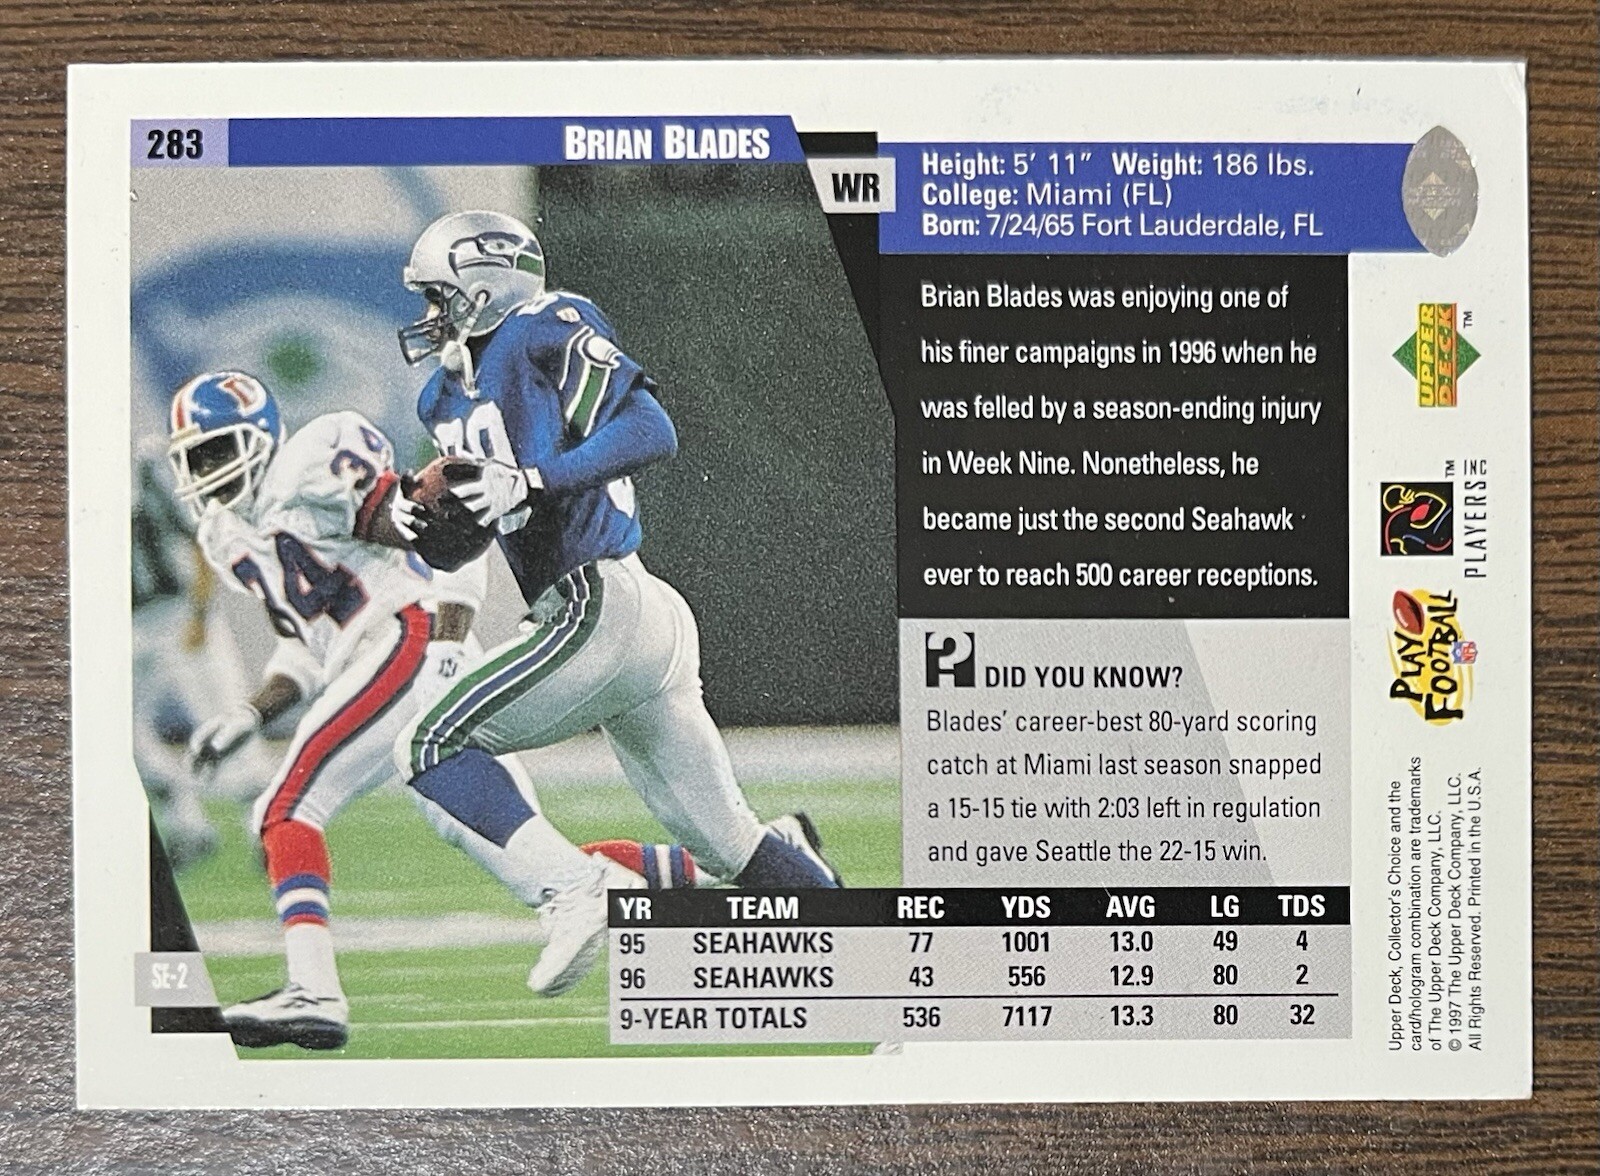 283
BRIAN BLADES
WR
Height: 5' 11" Weight: 186 lbs.
College: Miami (FL)
Born: 7/24/65 Fort Lauderdale, FL
Brian Blades was enjoying one of
his finer campaigns in 1996 when he
was felled by a season-ending injury
in Week Nine. Nonetheless, he
became just the second Seahawk
ever to reach 500 career receptions.
? DID YOU KNOW?
Blades' career-best 80-yard scoring
catch at Miami last season snapped
a 15-15 tie with 2:03 left in regulation
and gave Seattle the 22-15 win.
YR TEAM REC YDS AVG LG TDS
95 SEAHAWKS 77 1001 13.0 49 4
96 SEAHAWKS 43 556 12.9 80 2
9-YEAR TOTALS 536 7117 13.3 80 32
SE-2
34
34
UPPER
DECK™
PLAYERS INC™
PLAY
FOOTBALL
NFL
Upper Deck, Collector's Choice and the
card/hologram combination are trademarks
of The Upper Deck Company, LLC.
© 1997 The Upper Deck Company, LLC.
All Rights Reserved. Printed in the U.S.A.